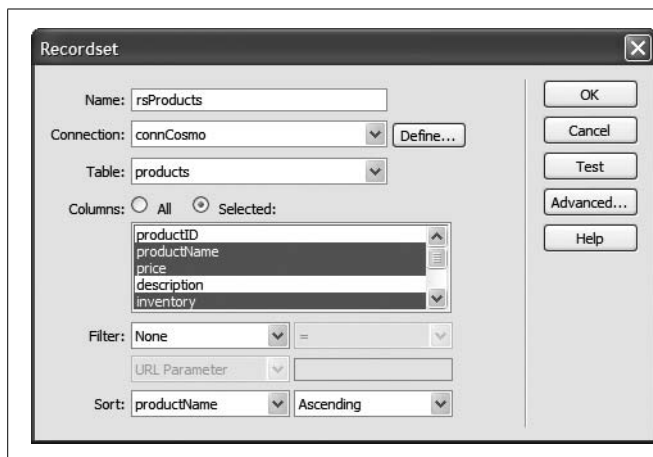 Recordset
Name: rsProducts
Connection: connCosmo Define...
Table: products
Columns: All Selected:
productID
productName
price
description
inventory
Filter: None =
URL Parameter
Sort: productName Ascending
OK
Cancel
Test
Advanced...
Help